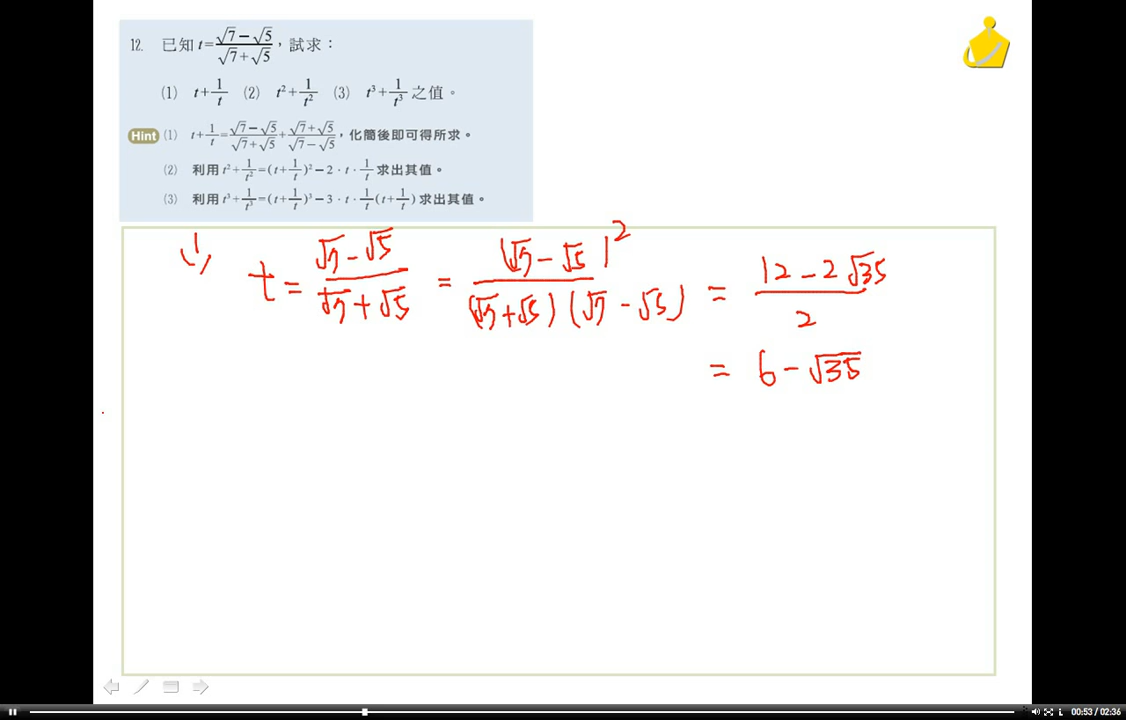 12. 已知 t=(√7−√5)/(√7+√5),試求:
(1) t+1/t (2) t²+1/t² (3) t³+1/t³之值。
Hint (1) t+1/t=(√7−√5)/(√7+√5)+(√7+√5)/(√7−√5),化簡後即可得所求。
(2) 利用 t²+1/t²=(t+1/t)²−2·t·1/t 求出其值。
(3) 利用 t³+1/t³=(t+1/t)³−3·t·1/t(t+1/t) 求出其值。
(1) t=(√7−√5)/(√7+√5) = (√7−√5)²/(√7+√5)(√7−√5) = (12−2√35)/2
= 6−√35
00:53 / 02:36